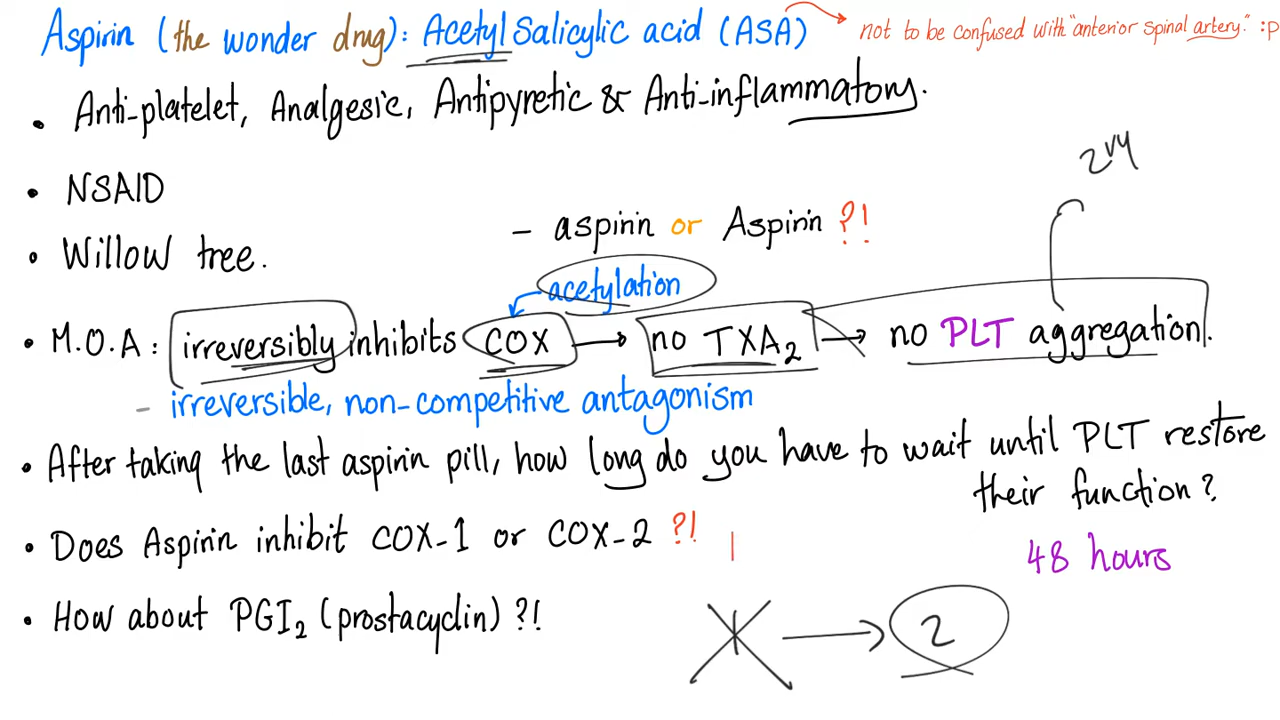 Aspirin (the wonder drug): Acetyl Salicylic acid (ASA)
not to be confused with "anterior spinal artery." :p
• Anti-platelet, Analgesic, Antipyretic & Anti-inflammatory.
2ry
• NSAID
- aspirin or Aspirin ?!
• Willow tree.
acetylation
• M.O.A: irreversibly inhibits COX → no TXA2 → no PLT aggregation.
- irreversible, non-competitive antagonism
• After taking the last aspirin pill, how long do you have to wait until PLT restore
their function?
• Does Aspirin inhibit COX-1 or COX-2 ?!
48 hours
• How about PGI2 (prostacyclin) ?!
1 → 2